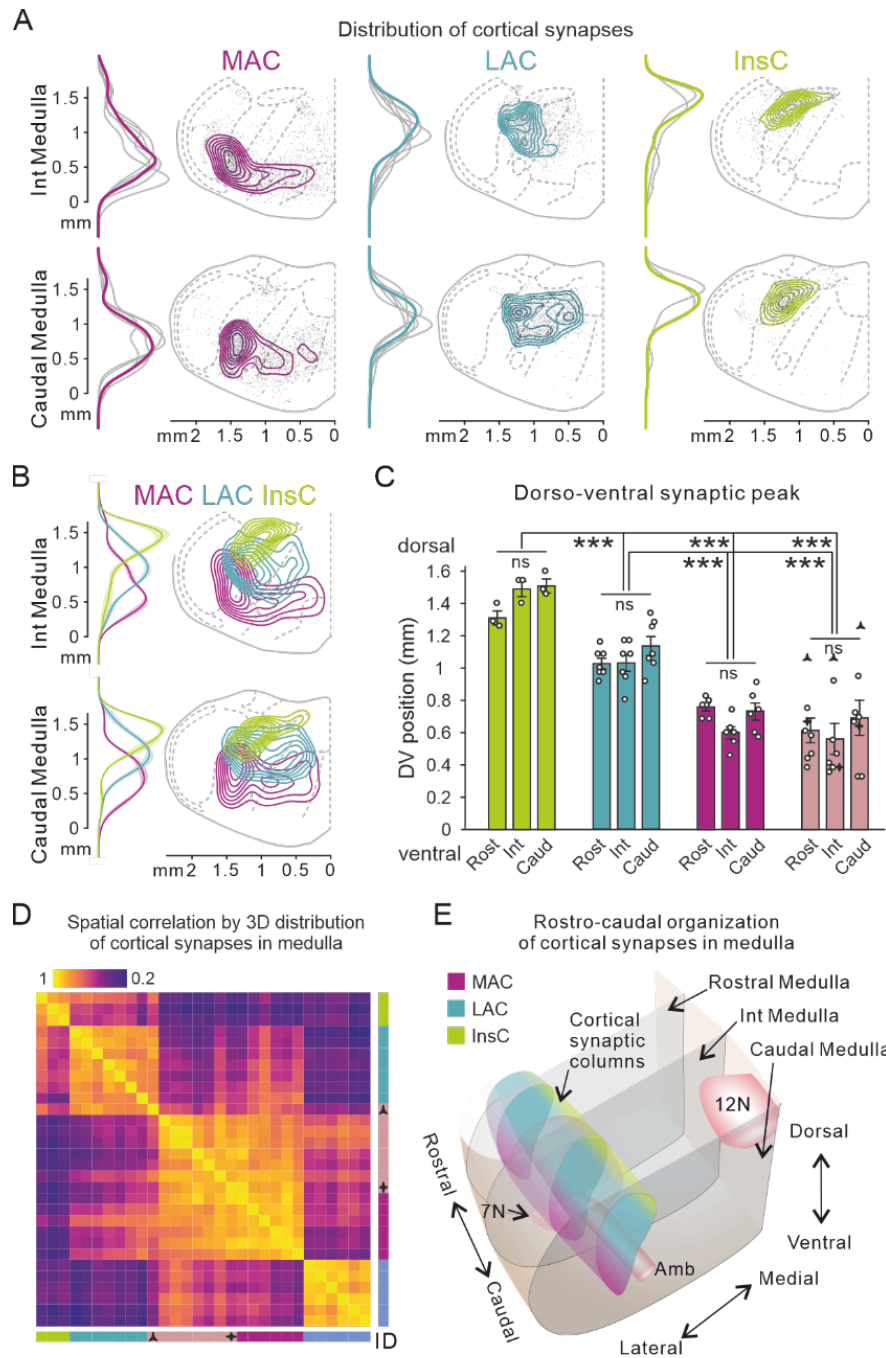 A
Distribution of cortical synapses
MAC
LAC
InsC
Int Medulla
1.5
1
0.5
0
mm
Caudal Medulla
1.5
1
0.5
0
mm
mm 2 1.5 1 0.5 0
mm 2 1.5 1 0.5 0
mm 2 1.5 1 0.5 0
B
MAC LAC InsC
Int Medulla
1.5
1
0.5
0
mm
Caudal Medulla
1.5
1
0.5
0
mm
mm 2 1.5 1 0.5 0
C
Dorso-ventral synaptic peak
dorsal
*** *** ***
*** ***
ns
ns
ns
ns
DV position (mm)
1.6
1.4
1.2
1
0.8
0.6
0.4
0.2
0
ventral
Rost Int Caud
Rost Int Caud
Rost Int Caud
Rost Int Caud
D
Spatial correlation by 3D distribution
of cortical synapses in medulla
1 0.2
ID
E
Rostro-caudal organization
of cortical synapses in medulla
MAC
LAC
InsC
Cortical
synaptic
columns
Rostral Medulla
Int Medulla
Caudal Medulla
12N
Dorsal
Ventral
Rostral
Caudal
7N
Amb
Medial
Lateral